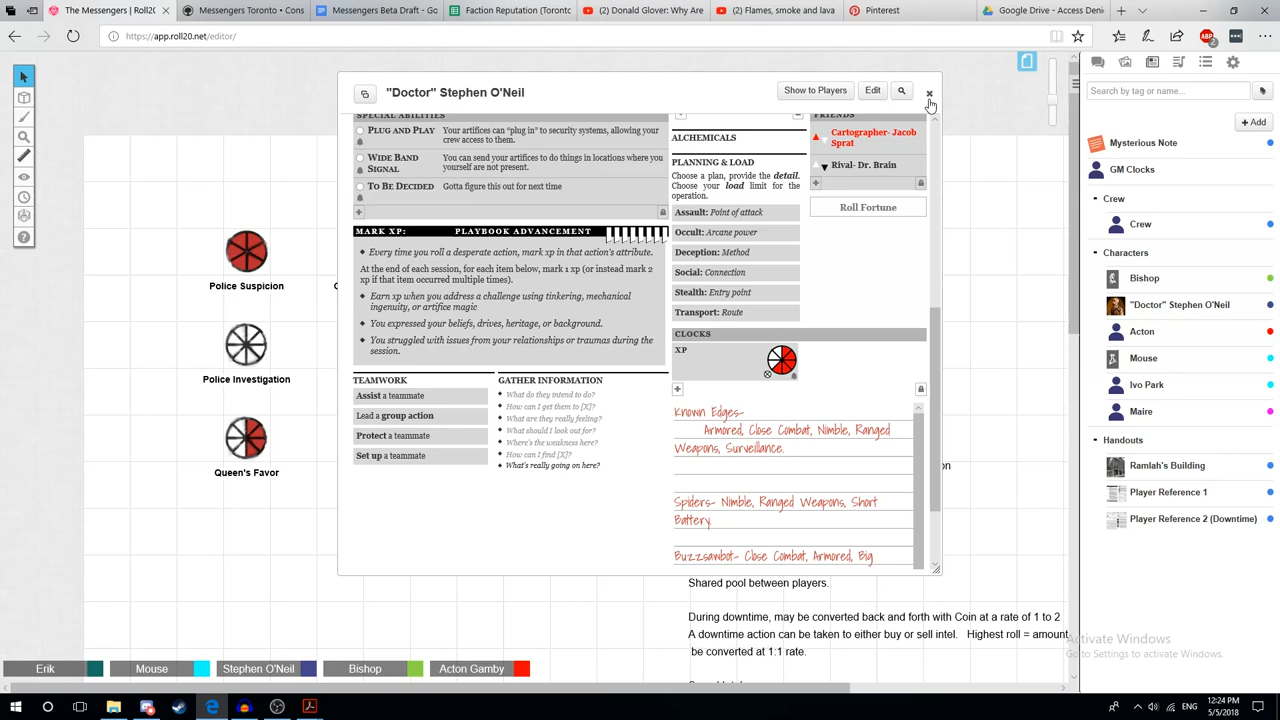 The Messengers | Roll20
Messengers Toronto • Cons
Messengers Beta Draft - Go
Faction Reputation (Toronto
(2) Donald Glover: Why Are
(2) Flames, smoke and lava
Pinterest
Google Drive - Access Deni
https://app.roll20.net/editor/
ABP
2
"Doctor" Stephen O'Neil
Show to Players
Edit
SPECIAL ABILITIES
PLUG AND PLAY
Your artifices can "plug in" to security systems, allowing your
crew access to them.
WIDE BAND
SIGNAL
You can send your artifices to do things in locations where you
yourself are not present.
TO BE DECIDED
Gotta figure this out for next time
MARK XP:
PLAYBOOK ADVANCEMENT
Every time you roll a desperate action, mark xp in that action's attribute.
At the end of each session, for each item below, mark 1 xp (or instead mark 2
xp if that item occurred multiple times).
Earn xp when you address a challenge using tinkering, mechanical
ingenuity, or artifice magic
You expressed your beliefs, drives, heritage, or background.
You struggled with issues from your relationships or traumas during the
session.
TEAMWORK
Assist a teammate
Lead a group action
Protect a teammate
Set up a teammate
GATHER INFORMATION
What do they intend to do?
How can I get them to [X]?
What are they really feeling?
What should I look out for?
Where's the weakness here?
How can I find [X]?
What's really going on here?
ALCHEMICALS
PLANNING & LOAD
Choose a plan, provide the detail.
Choose your load limit for the
operation.
Assault: Point of attack
Occult: Arcane power
Deception: Method
Social: Connection
Stealth: Entry point
Transport: Route
FRIENDS
Cartographer- Jacob
Sprat
Rival- Dr. Brain
Roll Fortune
CLOCKS
XP
Known Edges-
Armored, Close Combat, Nimble, Ranged
Weapons, Surveillance.
Spiders- Nimble, Ranged Weapons, Short
Battery.
Buzzsawbot- Close Combat, Armored, Big
Police Suspicion
Police Investigation
Queen's Favor
on
Shared pool between players.
During downtime, may be converted back and forth with Coin at a rate of 1 to 2
A downtime action can be taken to either buy or sell intel. Highest roll = amount
be converted at 1:1 rate.
Erik
Mouse
Stephen O'Neil
Bishop
Acton Gamby
Search by tag or name...
+ Add
Mysterious Note
GM Clocks
Crew
Crew
Characters
Bishop
"Doctor" Stephen O'Neil
Acton
Mouse
Ivo Park
Maire
Handouts
Ramlah's Building
Player Reference 1
Player Reference 2 (Downtime)
Activate Windows
Go to Settings to activate Windows.
ENG
12:24 PM
5/5/2018